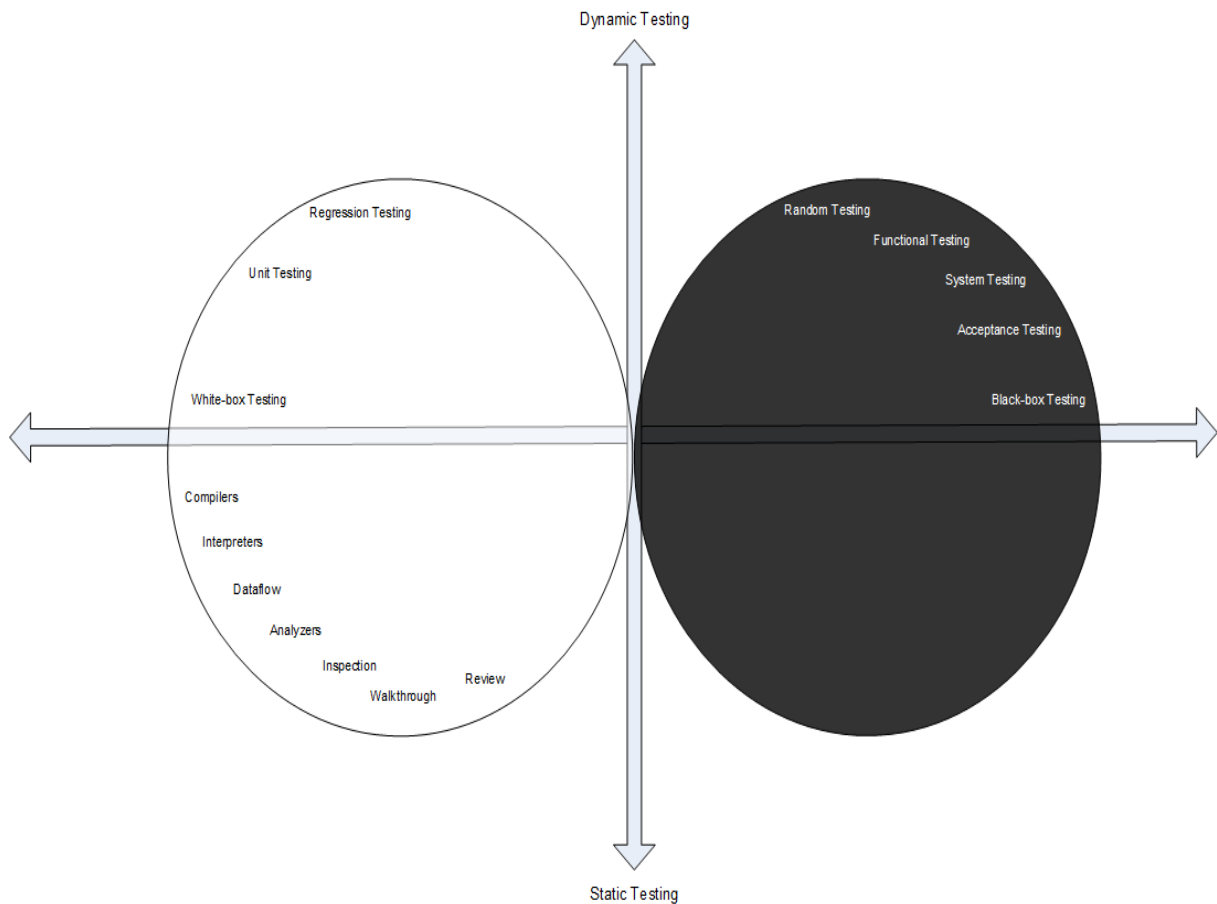 Dynamic Testing
Regression Testing
Unit Testing
White-box Testing
Compilers
Interpreters
Dataflow
Analyzers
Inspection
Walkthrough
Review
Random Testing
Functional Testing
System Testing
Acceptance Testing
Black-box Testing
Static Testing